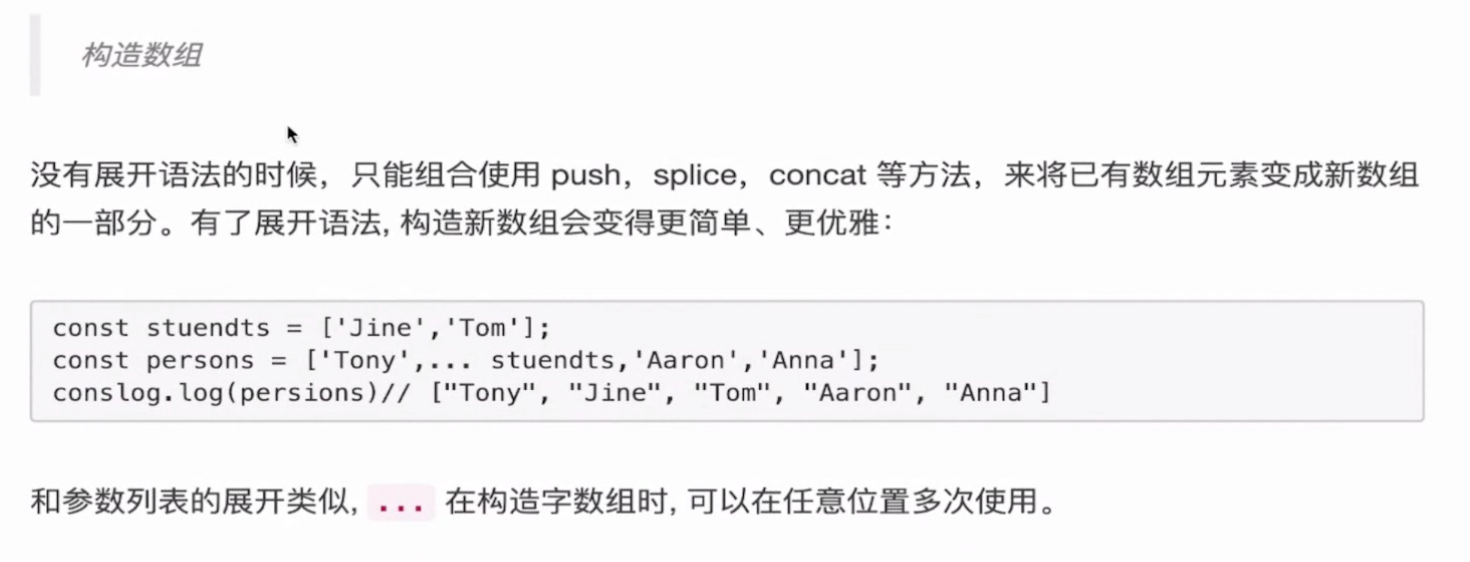 构造数组
没有展开语法的时候，只能组合使用 push，splice，concat 等方法，来将已有数组元素变成新数组
的一部分。有了展开语法, 构造新数组会变得更简单、更优雅：
const stuendts = ['Jine','Tom'];
const persons = ['Tony',... stuendts,'Aaron','Anna'];
conslog.log(persions)// ["Tony", "Jine", "Tom", "Aaron", "Anna"]
和参数列表的展开类似, ... 在构造字数组时, 可以在任意位置多次使用。